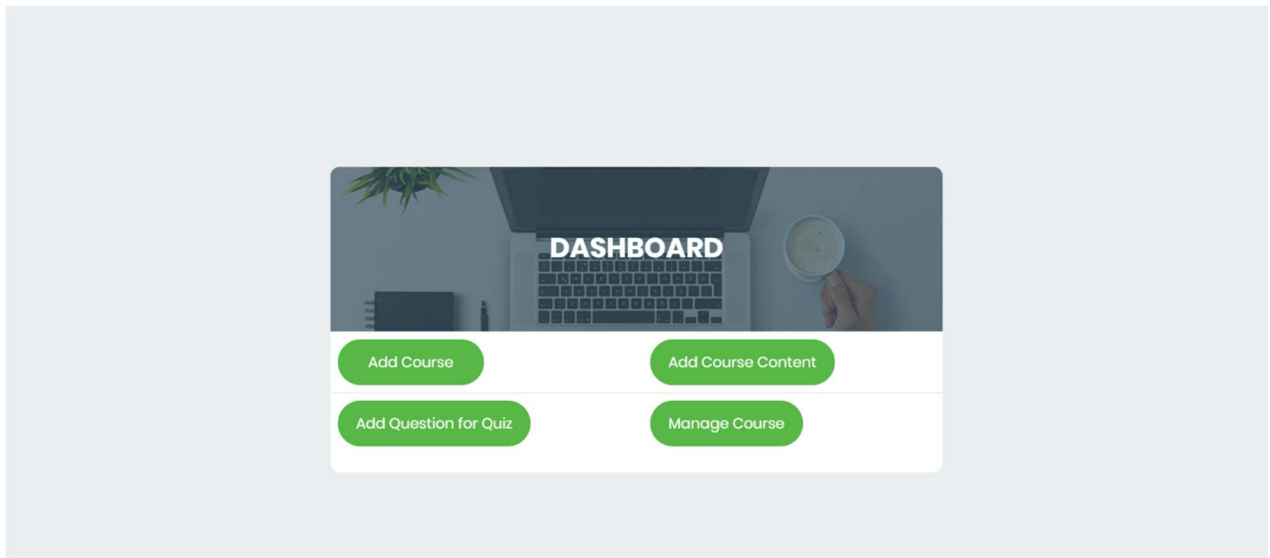 DASHBOARD
Add Course
Add Course Content
Add Question for Quiz
Manage Course